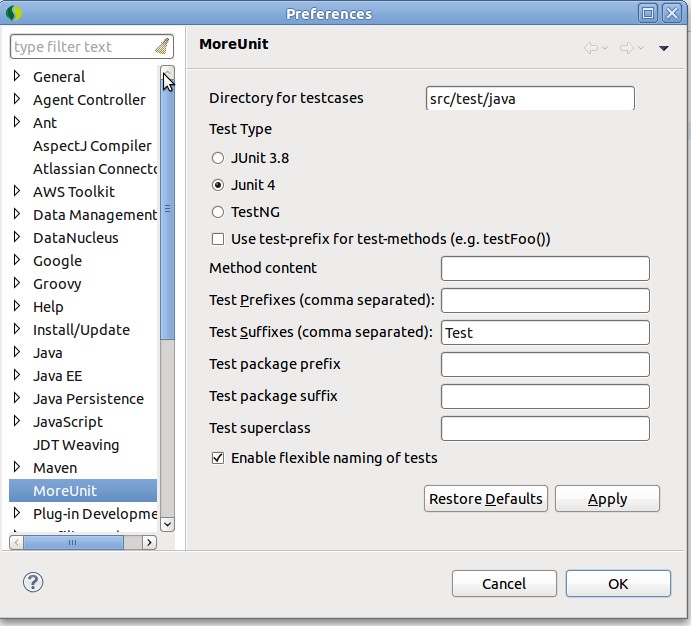 Preferences
type filter text
General
Agent Controller
Ant
AspectJ Compiler
Atlassian Connecto
AWS Toolkit
Data Management
DataNucleus
Google
Groovy
Help
Install/Update
Java
Java EE
Java Persistence
JavaScript
JDT Weaving
Maven
MoreUnit
Plug-in Developme
MoreUnit
Directory for testcases src/test/java
Test Type
JUnit 3.8
Junit 4
TestNG
Use test-prefix for test-methods (e.g. testFoo())
Method content
Test Prefixes (comma separated):
Test Suffixes (comma separated): Test
Test package prefix
Test package suffix
Test superclass
Enable flexible naming of tests
Restore Defaults Apply
? Cancel OK